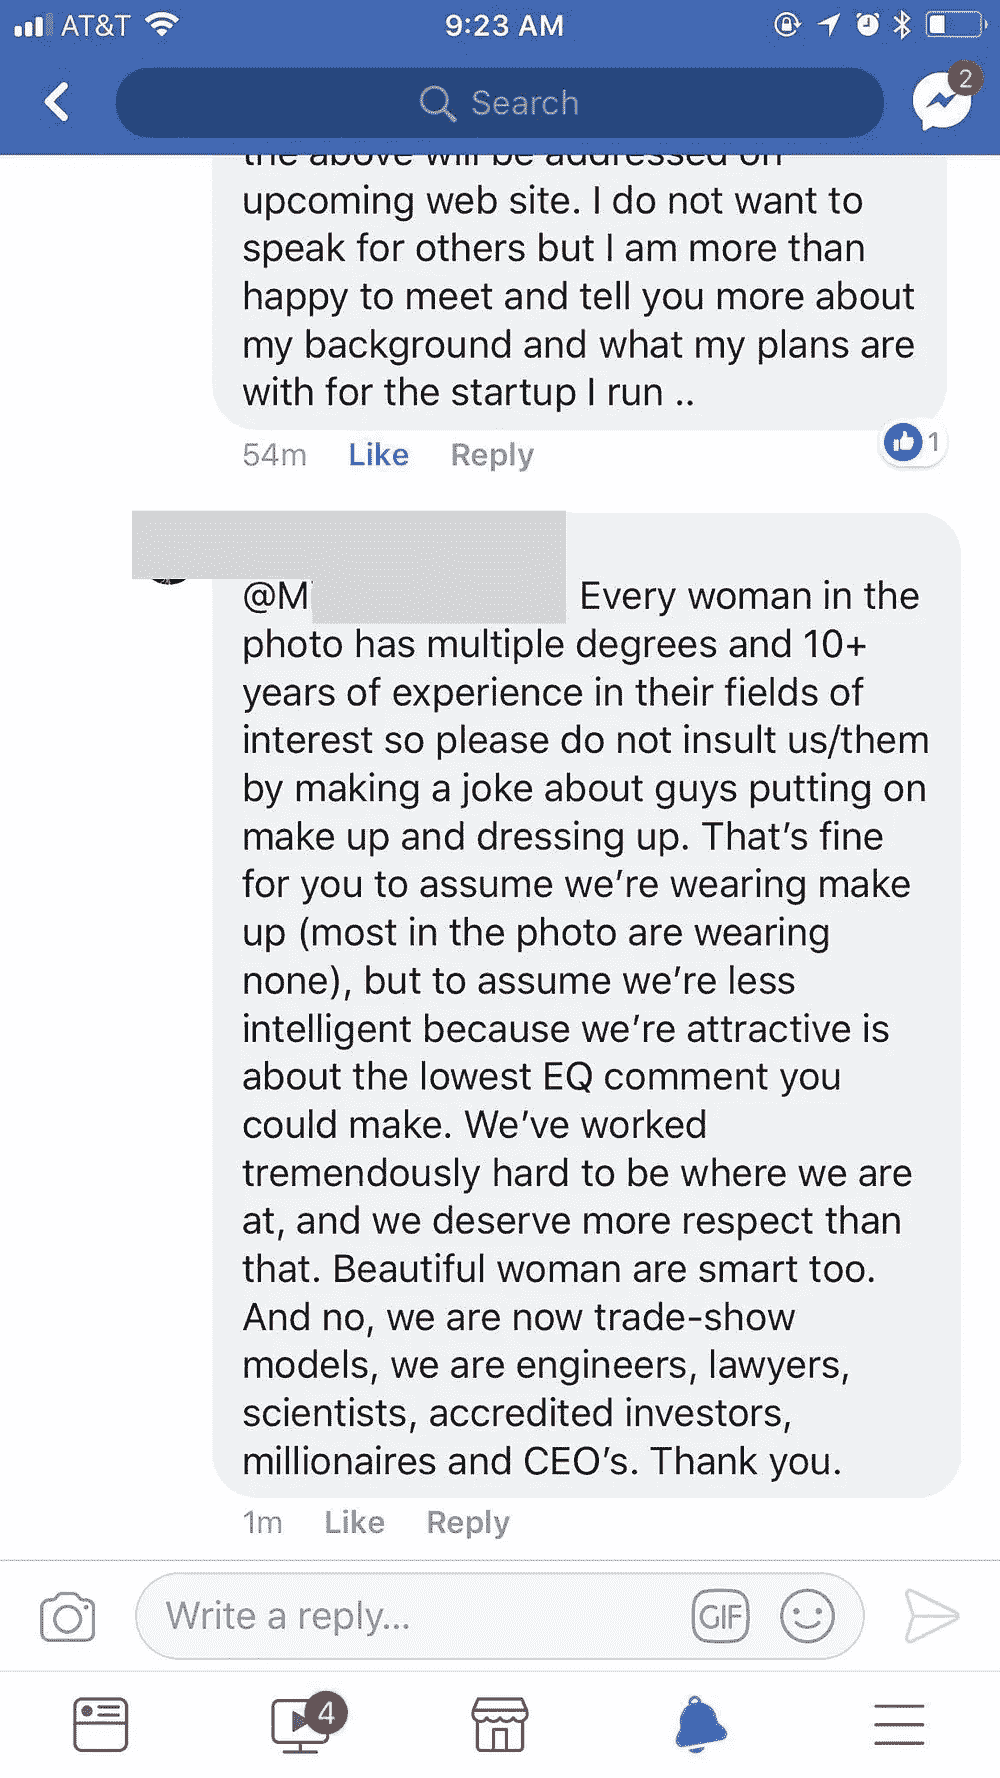 AT&T
9:23 AM
Search
2
the above will be addressed on
upcoming web site. I do not want to
speak for others but I am more than
happy to meet and tell you more about
my background and what my plans are
with for the startup I run ..
54m Like Reply
1
@M Every woman in the
photo has multiple degrees and 10+
years of experience in their fields of
interest so please do not insult us/them
by making a joke about guys putting on
make up and dressing up. That's fine
for you to assume we're wearing make
up (most in the photo are wearing
none), but to assume we're less
intelligent because we're attractive is
about the lowest EQ comment you
could make. We've worked
tremendously hard to be where we are
at, and we deserve more respect than
that. Beautiful woman are smart too.
And no, we are now trade-show
models, we are engineers, lawyers,
scientists, accredited investors,
millionaires and CEO's. Thank you.
1m Like Reply
Write a reply...
GIF
4